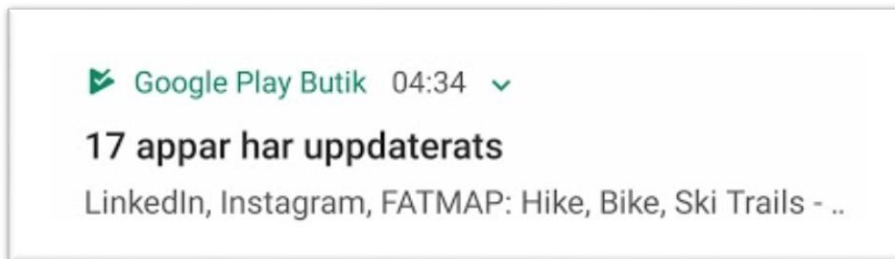 Google Play Butik 04:34
17 appar har uppdaterats
LinkedIn, Instagram, FATMAP: Hike, Bike, Ski Trails - ..